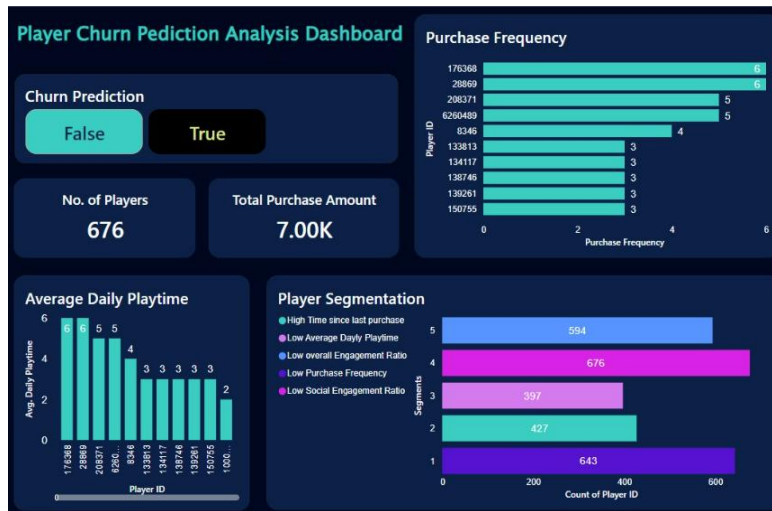 Player Churn Pediction Analysis Dashboard
Churn Prediction
False
True
No. of Players
676
Total Purchase Amount
7.00K
Purchase Frequency
Player ID
176368
6
28869
6
208371
5
6260489
5
8346
4
133813
3
134117
3
138746
3
139261
3
150755
3
0 2 4 6
Purchase Frequency
Average Daily Playtime
Avg. Daily Playtime
6
4
2
0
6 6 5 5 4 3 3 3 3 3 2
176368 28869 208371 6260... 8346 133813 134117 138746 139261 150755 1000...
Player ID
Player Segmentation
High Time since last purchase
Low Average Dayly Playtime
Low overall Engagement Ratio
Low Purchase Frequency
Low Social Engagement Ratio
Segments
5
594
4
676
3
397
2
427
1
643
0 200 400 600
Count of Player ID